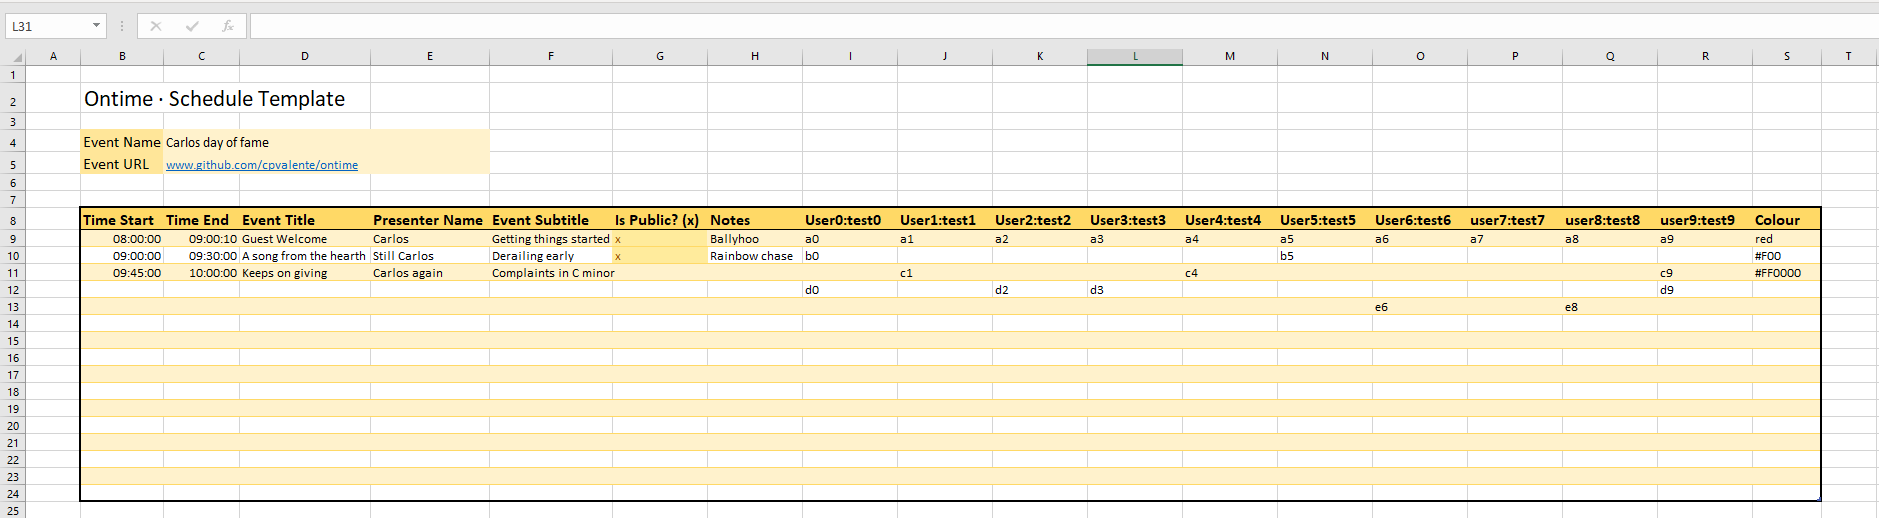 L31 fx
A B C D E F G H I J K L M N O P Q R S T
1
2 Ontime · Schedule Template
3
4 Event Name Carlos day of fame
5 Event URL www.github.com/cpvalente/ontime
6
7
8 Time Start Time End Event Title Presenter Name Event Subtitle Is Public? (x) Notes User0:test0 User1:test1 User2:test2 User3:test3 User4:test4 User5:test5 User6:test6 user7:test7 user8:test8 user9:test9 Colour
9 08:00:00 09:00:10 Guest Welcome Carlos Getting things started x Ballyhoo a0 a1 a2 a3 a4 a5 a6 a7 a8 a9 red
10 09:00:00 09:30:00 A song from the hearth Still Carlos Derailing early x Rainbow chase b0 b5 #F00
11 09:45:00 10:00:00 Keeps on giving Carlos again Complaints in C minor c1 c4 c9 #FF0000
12 d0 d2 d3 d9
13 e6 e8
14
15
16
17
18
19
20
21
22
23
24
25